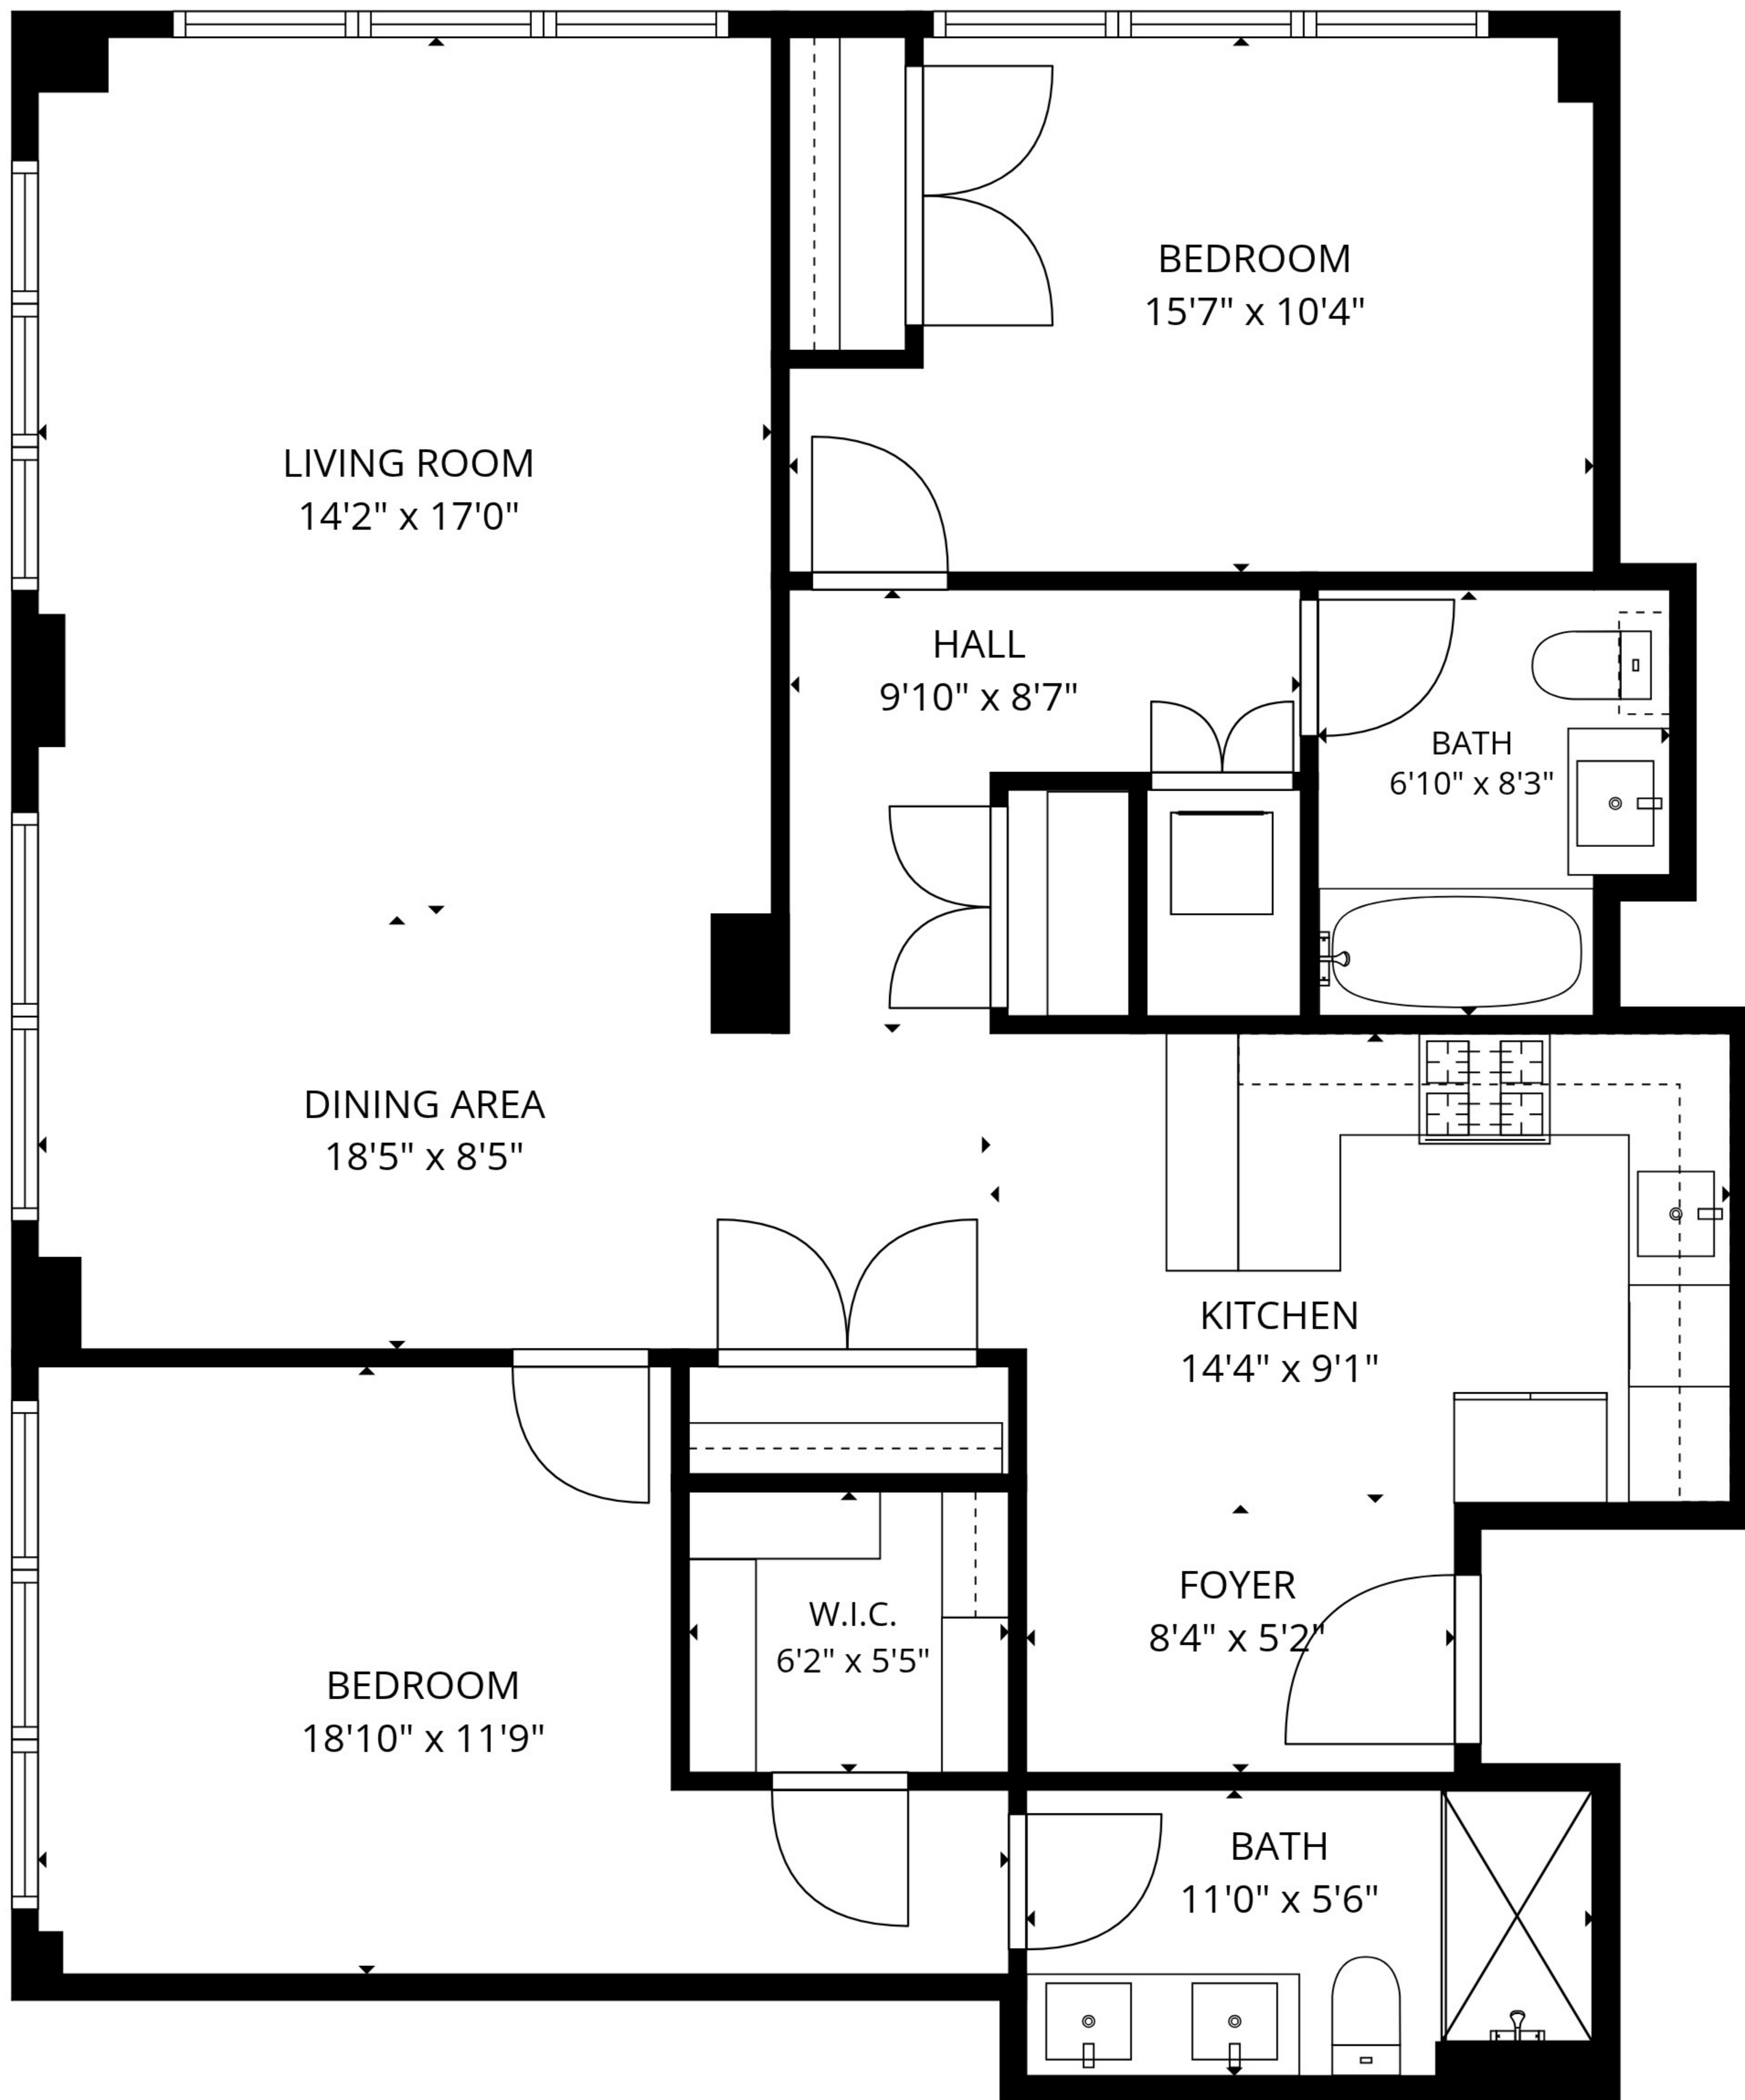 BEDROOM
15'7" x 10'4"
LIVING ROOM
14'2" x 17'0"
HALL
9'10" x 8'7"
BATH
6'10" x 8'3"
DINING AREA
18'5" x 8'5"
KITCHEN
14'4" x 9'1"
FOYER
8'4" x 5'2"
W.I.C.
6'2" x 5'5"
BEDROOM
18'10" x 11'9"
BATH
11'0" x 5'6"